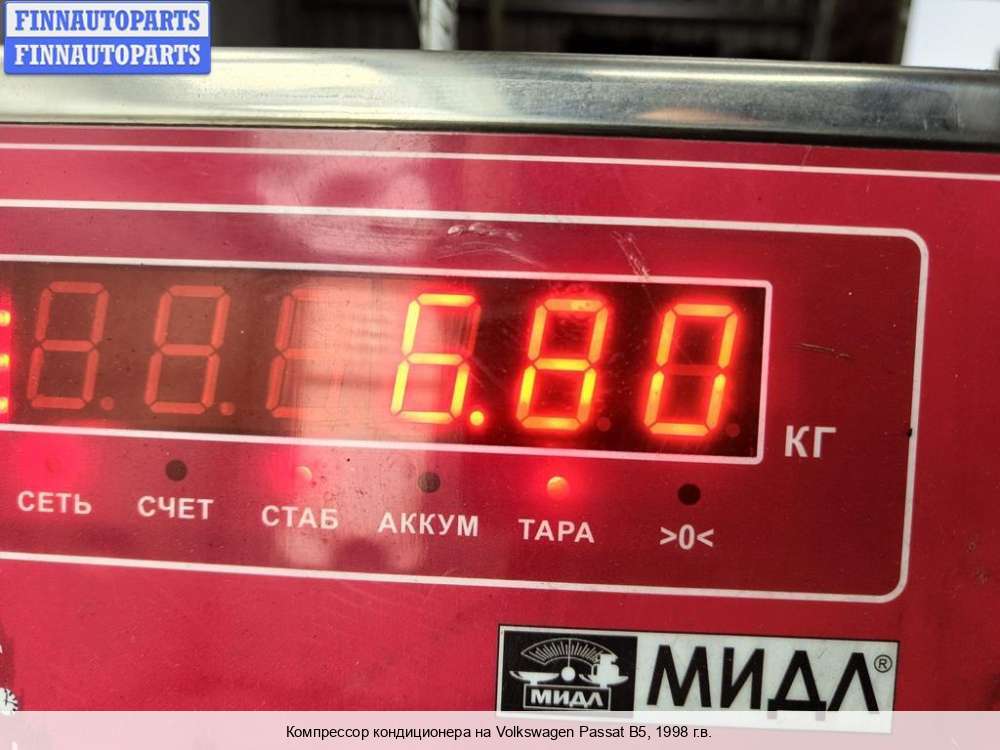 FINNAUTOPARTS
FINNAUTOPARTS
6.80
КГ
СЕТЬ СЧЕТ СТАБ АККУМ ТАРА >0<
МИДЛ МИДЛ®
Компрессор кондиционера на Volkswagen Passat B5, 1998 г.в.